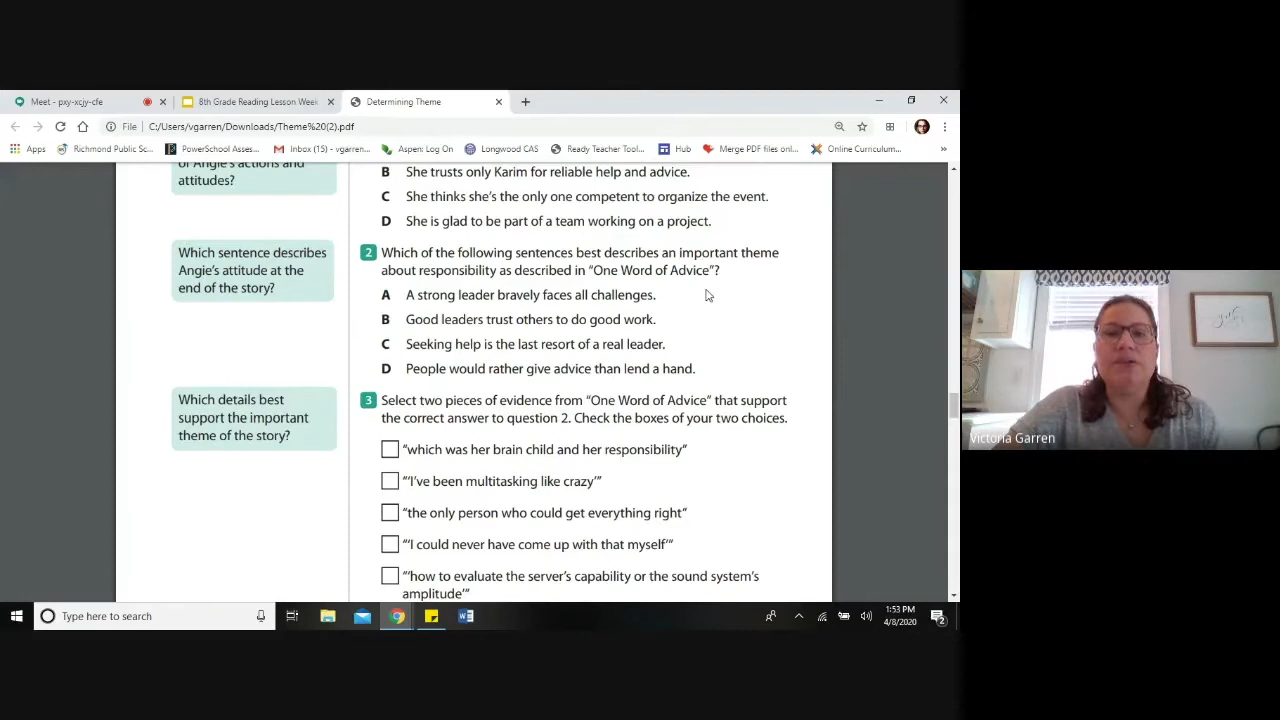 Meet - pxy-xcjy-cfe
8th Grade Reading Lesson Week
Determining Theme
File C:/Users/vgarren/Downloads/Theme%20(2).pdf
Apps Richmond Public Sc... PowerSchool Asses... Inbox (15) - vgarren... Aspen: Log On Longwood CAS Ready Teacher Tool... Hub Merge PDF files onl... Online Curriculum... »
of Angie's actions and
attitudes?
B She trusts only Karim for reliable help and advice.
C She thinks she's the only one competent to organize the event.
D She is glad to be part of a team working on a project.
Which sentence describes
Angie's attitude at the
end of the story?
2 Which of the following sentences best describes an important theme
about responsibility as described in “One Word of Advice”?
A A strong leader bravely faces all challenges.
B Good leaders trust others to do good work.
C Seeking help is the last resort of a real leader.
D People would rather give advice than lend a hand.
Which details best
support the important
theme of the story?
3 Select two pieces of evidence from “One Word of Advice” that support
the correct answer to question 2. Check the boxes of your two choices.
“which was her brain child and her responsibility”
“‘I've been multitasking like crazy’”
“the only person who could get everything right”
“‘I could never have come up with that myself’”
“‘how to evaluate the server's capability or the sound system's
amplitude’”
Victoria Garren
Type here to search
1:53 PM
4/8/2020
2